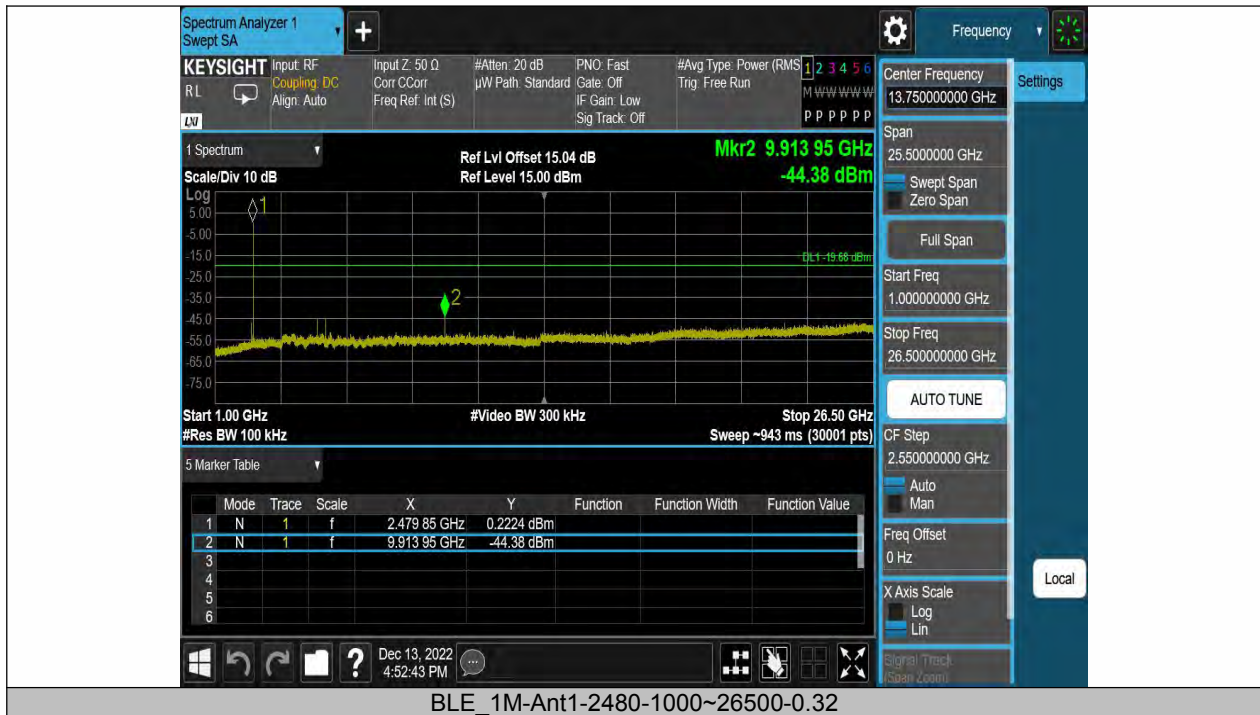 Spectrum Analyzer 1
Swept SA
+
Frequency
KEYSIGHT
RL
LXI
Input: RF
Coupling: DC
Align: Auto
Input Z: 50 Ω
Corr CCorr
Freq Ref: Int (S)
#Atten: 20 dB
µW Path: Standard
PNO: Fast
Gate: Off
IF Gain: Low
Sig Track: Off
#Avg Type: Power (RMS
Trig: Free Run
1 2 3 4 5 6
M W W W W W
P P P P P P
1 Spectrum
Scale/Div 10 dB
Ref Lvl Offset 15.04 dB
Ref Level 15.00 dBm
Mkr2 9.913 95 GHz
-44.38 dBm
Log
5.00
-5.00
-15.0
-25.0
-35.0
-45.0
-55.0
-65.0
-75.0
1
2
DL1 -19.68 dBm
Start 1.00 GHz
#Video BW 300 kHz
Stop 26.50 GHz
#Res BW 100 kHz
Sweep ~943 ms (30001 pts)
5 Marker Table
Mode Trace Scale X Y Function Function Width Function Value
1 N 1 f 2.479 85 GHz 0.2224 dBm
2 N 1 f 9.913 95 GHz -44.38 dBm
3
4
5
6
?
Dec 13, 2022
4:52:43 PM
Center Frequency
13.750000000 GHz
Settings
Span
25.5000000 GHz
Swept Span
Zero Span
Full Span
Start Freq
1.000000000 GHz
Stop Freq
26.500000000 GHz
AUTO TUNE
CF Step
2.550000000 GHz
Auto
Man
Freq Offset
0 Hz
Local
X Axis Scale
Log
Lin
Signal Track
(Span Zoom)
BLE_1M-Ant1-2480-1000~26500-0.32